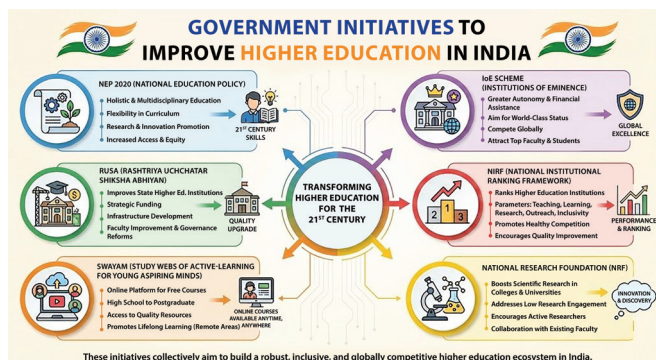 GOVERNMENT INITIATIVES TO
IMPROVE HIGHER EDUCATION IN INDIA
NEP 2020 (NATIONAL EDUCATION POLICY)
• Holistic & Multidisciplinary Education
• Flexibility in Curriculum
• Research & Innovation Promotion
• Increased Access & Equity
21ST CENTURY
SKILLS
RUSA (RASHTRIYA UCHCHATAR
SHIKSHA ABHIYAN)
• Improves State Higher Ed. Institutions
• Strategic Funding
• Infrastructure Development
• Faculty Improvement & Governance
Reforms
QUALITY
UPGRADE
SWAYAM (STUDY WEBS OF ACTIVE-LEARNING
FOR YOUNG ASPIRING MINDS)
• Online Platform for Free Courses
• High School to Postgraduate
• Access to Quality Resources
• Promotes Lifelong Learning (Remote Areas)
ONLINE COURSES
AVAILABLE ANYTIME,
ANYWHERE
TRANSFORMING
HIGHER EDUCATION
FOR THE
21ST CENTURY
IoE SCHEME
(INSTITUTIONS OF EMINENCE)
• Greater Autonomy & Financial
Assistance
• Aim for World-Class Status
• Compete Globally
• Attract Top Faculty & Students
GLOBAL
EXCELLENCE
NIRF (NATIONAL INSTITUTIONAL
RANKING FRAMEWORK)
• Ranks Higher Education Institutions
• Parameters: Teaching, Learning,
Research, Outreach, Inclusivity
• Promotes Healthy Competition
• Encourages Quality Improvement
2 1 3
PERFORMANCE
& RANKING
NATIONAL RESEARCH FOUNDATION (NRF)
• Boosts Scientific Research in
Colleges & Universities
• Addresses Low Research Engagement
• Encourages Active Researchers
• Collaboration with Existing Faculty
INNOVATION
& DISCOVERY
These initiatives collectively aim to build a robust, inclusive, and globally competitive higher education ecosystem in India.